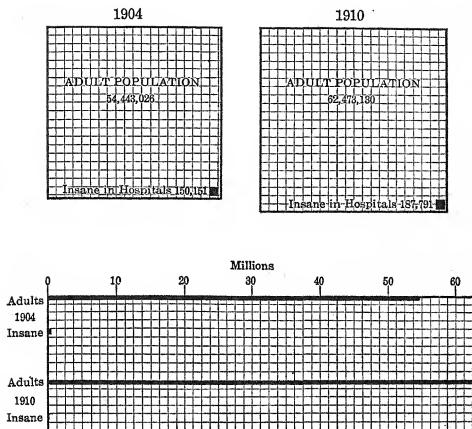 1904
ADULT POPULATION
54,443,026
Insane in Hospitals 150,151
1910
ADULT POPULATION
62,473,130
Insane in Hospitals 187,791
Millions
0 10 20 30 40 50 60
Adults
1904
Insane
Adults
1910
Insane